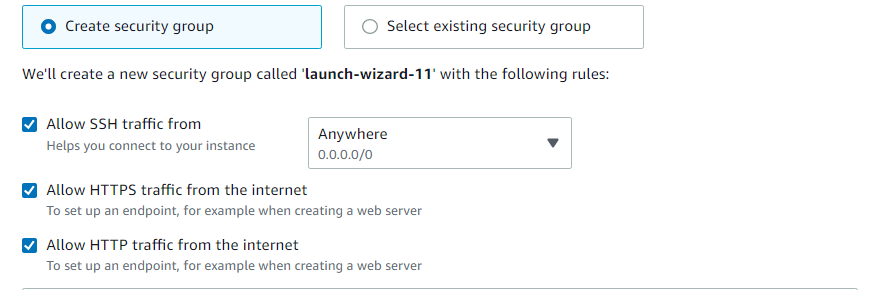 Create security group
Select existing security group
We'll create a new security group called 'launch-wizard-11' with the following rules:
Allow SSH traffic from
Helps you connect to your instance
Anywhere
0.0.0.0/0
Allow HTTPS traffic from the internet
To set up an endpoint, for example when creating a web server
Allow HTTP traffic from the internet
To set up an endpoint, for example when creating a web server